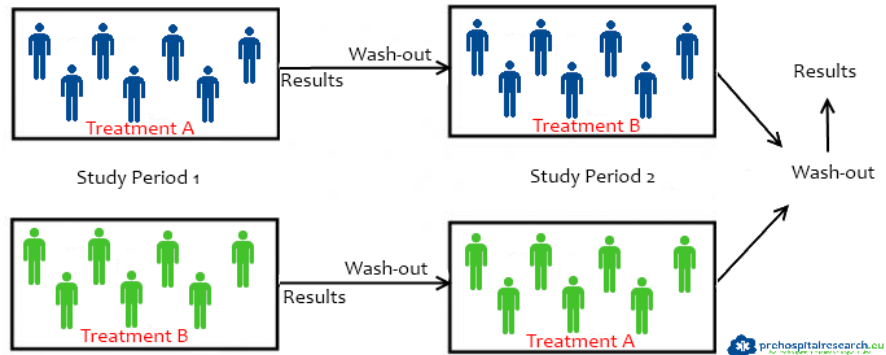 Wash-out
Results
Treatment A
Treatment B
Results
Study Period 1
Study Period 2
Wash-out
Wash-out
Results
Treatment B
Treatment A
prehospitalresearch.eu